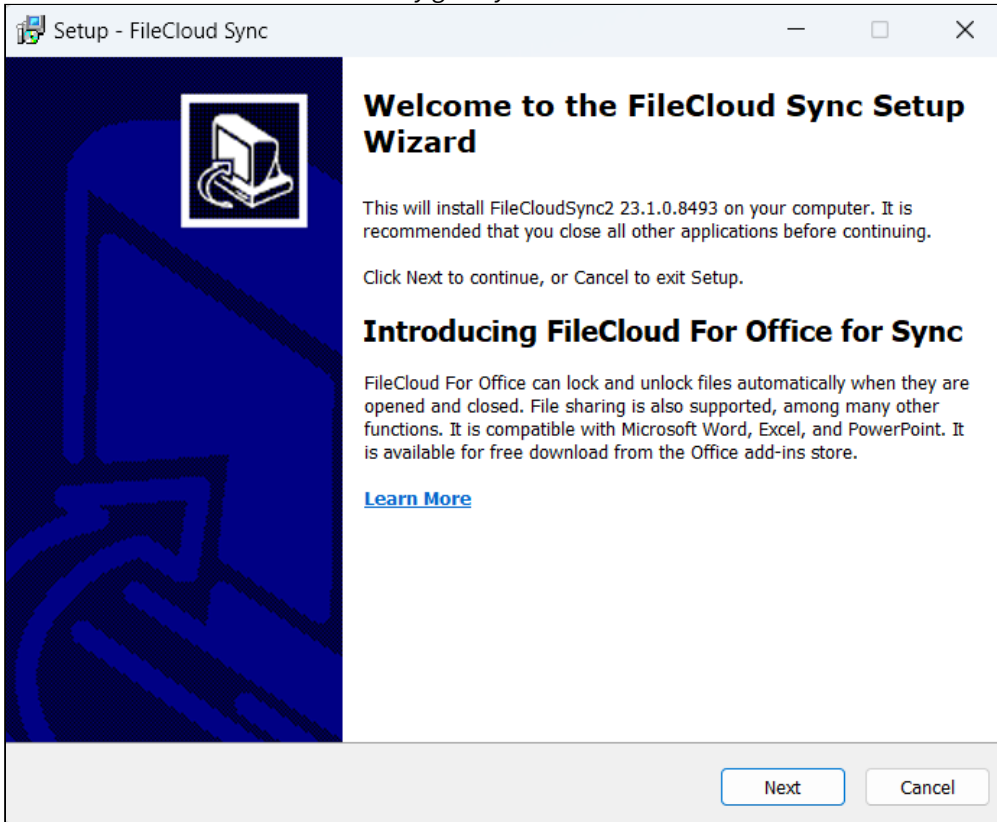 Setup - FileCloud Sync
Welcome to the FileCloud Sync Setup
Wizard
This will install FileCloudSync2 23.1.0.8493 on your computer. It is
recommended that you close all other applications before continuing.
Click Next to continue, or Cancel to exit Setup.
Introducing FileCloud For Office for Sync
FileCloud For Office can lock and unlock files automatically when they are
opened and closed. File sharing is also supported, among many other
functions. It is compatible with Microsoft Word, Excel, and PowerPoint. It
is available for free download from the Office add-ins store.
Learn More
Next Cancel